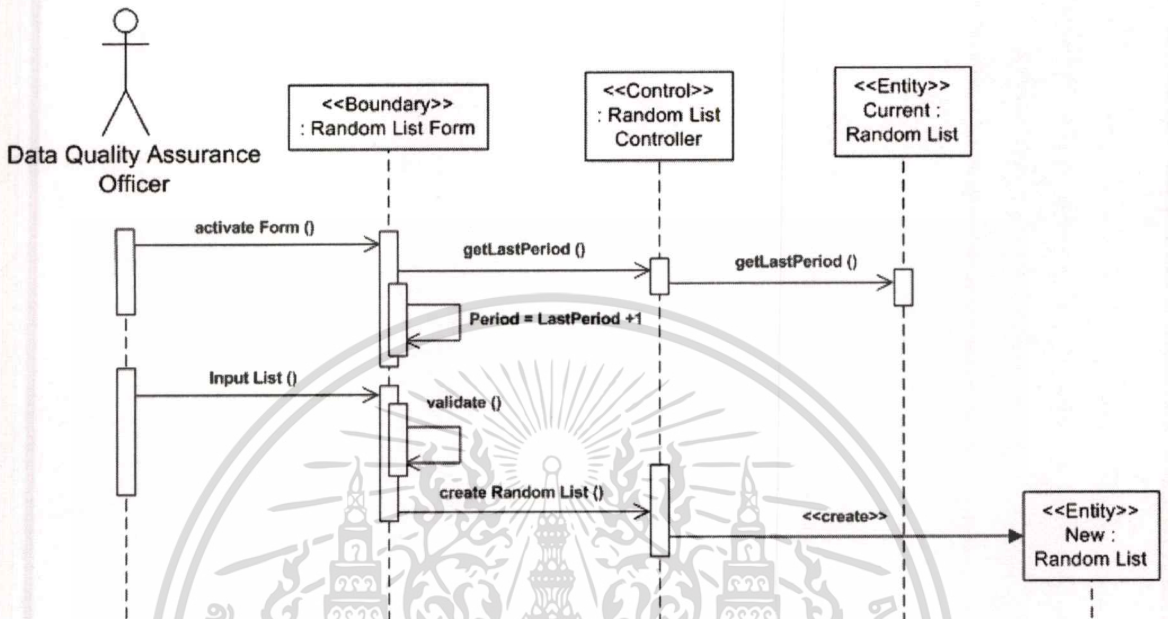 <<Boundary>>
: Random List Form
<<Control>>
: Random List
Controller
<<Entity>>
Current :
Random List
Data Quality Assurance
Officer
activate Form ()
getLastPeriod ()
getLastPeriod ()
Period = LastPeriod +1
Input List ()
validate ()
create Random List ()
<<create>>
<<Entity>>
New :
Random List